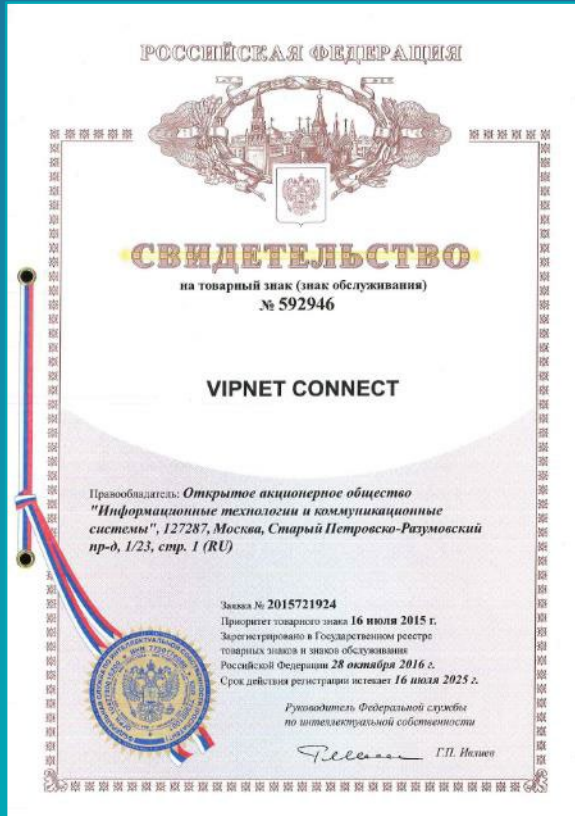 РОССИЙСКАЯ ФЕДЕРАЦИЯ
СВИДЕТЕЛЬСТВО
на товарный знак (знак обслуживания)
№ 592946
VIPNET CONNECT
Правообладатель: Открытое акционерное общество
"Информационные технологии и коммуникационные
системы", 127287, Москва, Старый Петровско-Разумовский
пр-д, 1/23, стр. 1 (RU)
Заявка № 2015721924
Приоритет товарного знака 16 июля 2015 г.
Зарегистрировано в Государственном реестре
товарных знаков и знаков обслуживания
Российской Федерации 28 октября 2016 г.
Срок действия регистрации истекает 16 июля 2025 г.
Руководитель Федеральной службы
по интеллектуальной собственности
Г.П. Ивлиев